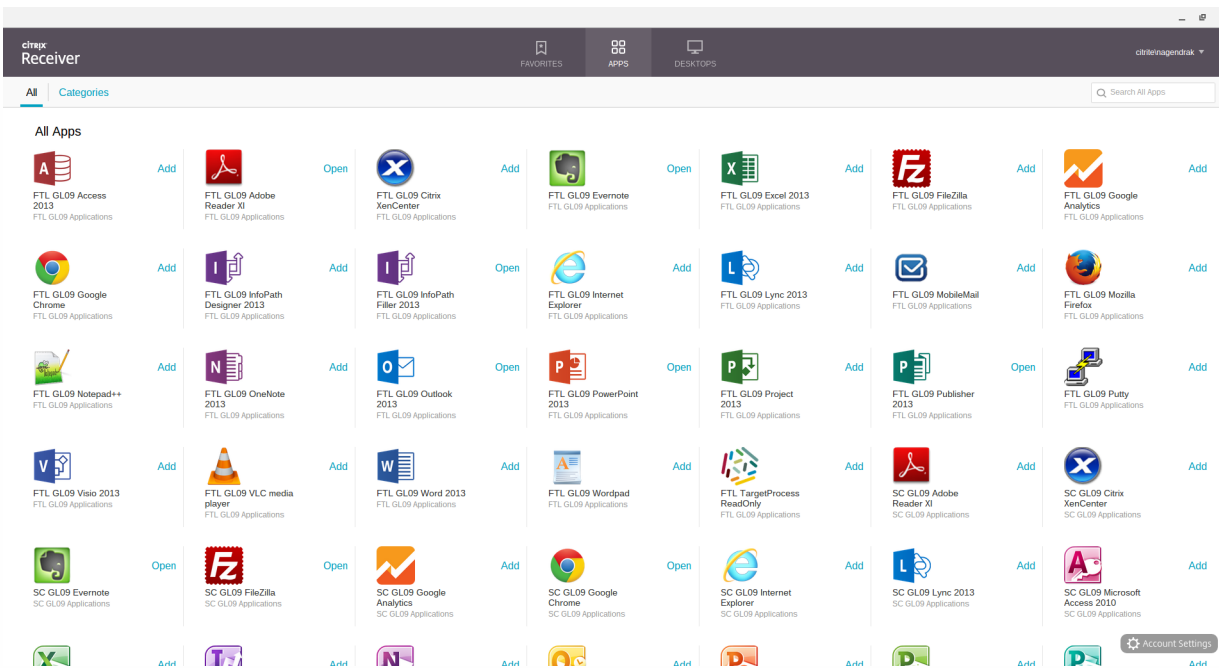 citrix
Receiver
FAVORITES
APPS
DESKTOPS
citrite\nagendrak
All
Categories
Search All Apps
All Apps
Add
FTL GL09 Access
2013
FTL GL09 Applications
Open
FTL GL09 Adobe
Reader XI
FTL GL09 Applications
Add
FTL GL09 Citrix
XenCenter
FTL GL09 Applications
Open
FTL GL09 Evernote
FTL GL09 Applications
Add
FTL GL09 Excel 2013
FTL GL09 Applications
Add
FTL GL09 FileZilla
FTL GL09 Applications
Add
FTL GL09 Google
Analytics
FTL GL09 Applications
Add
FTL GL09 Google
Chrome
FTL GL09 Applications
Add
FTL GL09 InfoPath
Designer 2013
FTL GL09 Applications
Open
FTL GL09 InfoPath
Filler 2013
FTL GL09 Applications
Add
FTL GL09 Internet
Explorer
FTL GL09 Applications
Add
FTL GL09 Lync 2013
FTL GL09 Applications
Add
FTL GL09 MobileMail
FTL GL09 Applications
Add
FTL GL09 Mozilla
Firefox
FTL GL09 Applications
Add
FTL GL09 Notepad++
FTL GL09 Applications
Add
FTL GL09 OneNote
2013
FTL GL09 Applications
Open
FTL GL09 Outlook
2013
FTL GL09 Applications
Open
FTL GL09 PowerPoint
2013
FTL GL09 Applications
Add
FTL GL09 Project
2013
FTL GL09 Applications
Open
FTL GL09 Publisher
2013
FTL GL09 Applications
Add
FTL GL09 Putty
FTL GL09 Applications
Add
FTL GL09 Visio 2013
FTL GL09 Applications
Add
FTL GL09 VLC media
player
FTL GL09 Applications
Add
FTL GL09 Word 2013
FTL GL09 Applications
Add
FTL GL09 Wordpad
FTL GL09 Applications
Add
FTL TargetProcess
ReadOnly
FTL GL09 Applications
Add
SC GL09 Adobe
Reader XI
SC GL09 Applications
Add
SC GL09 Citrix
XenCenter
SC GL09 Applications
Open
SC GL09 Evernote
SC GL09 Applications
Open
SC GL09 FileZilla
SC GL09 Applications
Add
SC GL09 Google
Analytics
SC GL09 Applications
Open
SC GL09 Google
Chrome
SC GL09 Applications
Add
SC GL09 Internet
Explorer
SC GL09 Applications
Add
SC GL09 Lync 2013
SC GL09 Applications
Add
SC GL09 Microsoft
Access 2010
SC GL09 Applications
Account Settings
Add
Add
Add
Add
Add
Add
Add